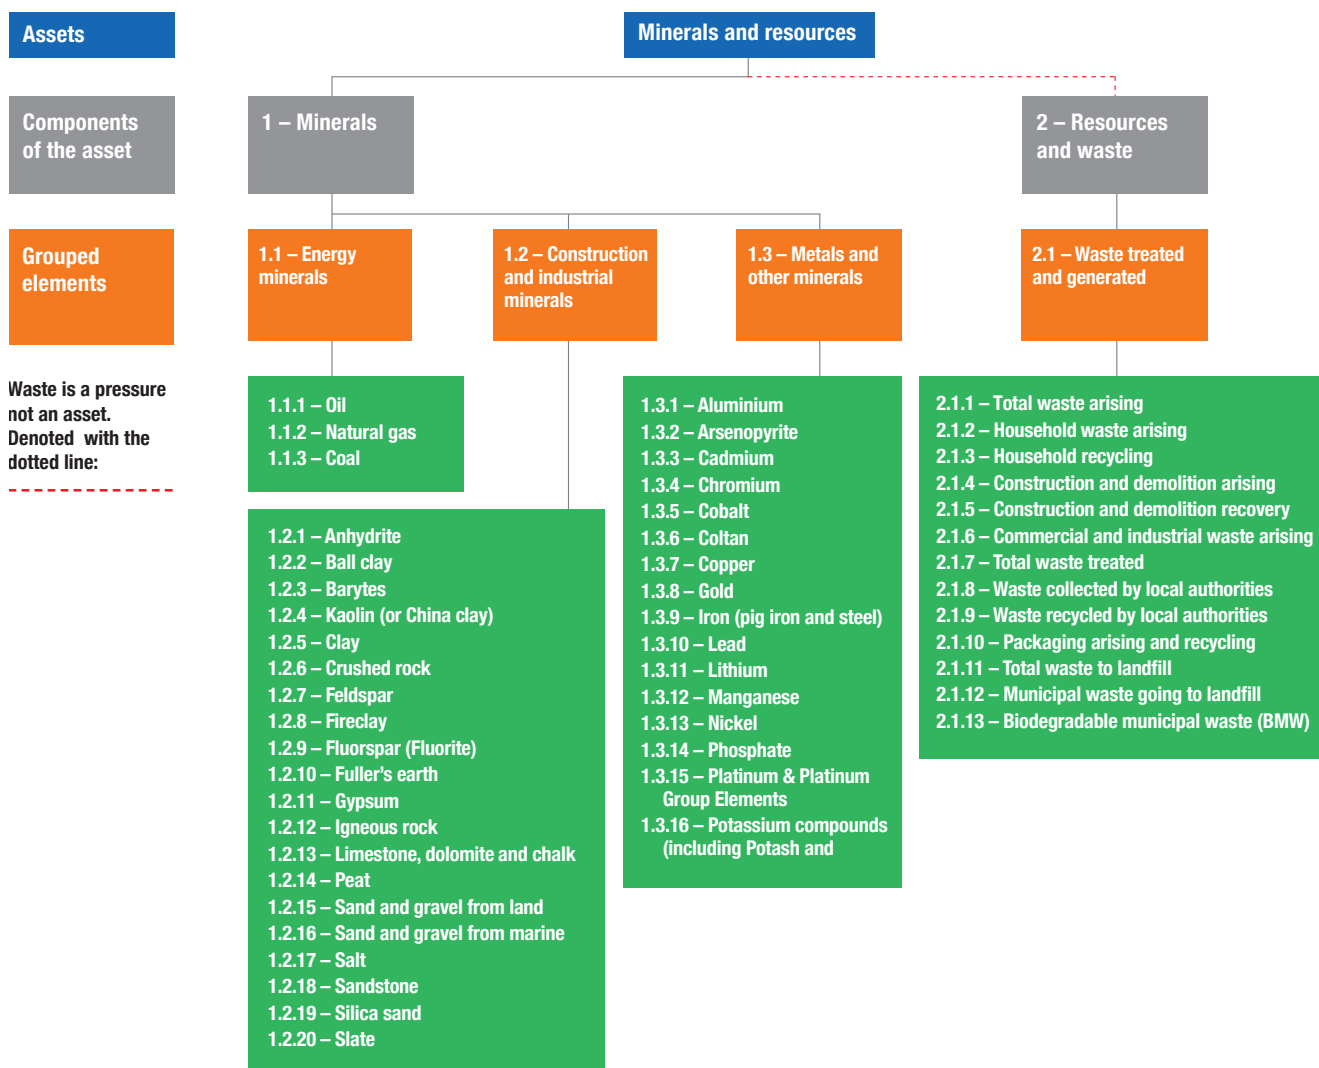 Assets
Minerals and resources
Components
of the asset
1 – Minerals
2 – Resources
and waste
Grouped
elements
1.1 – Energy
minerals
1.2 – Construction
and industrial
minerals
1.3 – Metals and
other minerals
2.1 – Waste treated
and generated
Waste is a pressure
not an asset.
Denoted with the
dotted line:
1.1.1 – Oil
1.1.2 – Natural gas
1.1.3 – Coal
1.2.1 – Anhydrite
1.2.2 – Ball clay
1.2.3 – Barytes
1.2.4 – Kaolin (or China clay)
1.2.5 – Clay
1.2.6 – Crushed rock
1.2.7 – Feldspar
1.2.8 – Fireclay
1.2.9 – Fluorspar (Fluorite)
1.2.10 – Fuller's earth
1.2.11 – Gypsum
1.2.12 – Igneous rock
1.2.13 – Limestone, dolomite and chalk
1.2.14 – Peat
1.2.15 – Sand and gravel from land
1.2.16 – Sand and gravel from marine
1.2.17 – Salt
1.2.18 – Sandstone
1.2.19 – Silica sand
1.2.20 – Slate
1.3.1 – Aluminium
1.3.2 – Arsenopyrite
1.3.3 – Cadmium
1.3.4 – Chromium
1.3.5 – Cobalt
1.3.6 – Coltan
1.3.7 – Copper
1.3.8 – Gold
1.3.9 – Iron (pig iron and steel)
1.3.10 – Lead
1.3.11 – Lithium
1.3.12 – Manganese
1.3.13 – Nickel
1.3.14 – Phosphate
1.3.15 – Platinum & Platinum
Group Elements
1.3.16 – Potassium compounds
(including Potash and
2.1.1 – Total waste arising
2.1.2 – Household waste arising
2.1.3 – Household recycling
2.1.4 – Construction and demolition arising
2.1.5 – Construction and demolition recovery
2.1.6 – Commercial and industrial waste arising
2.1.7 – Total waste treated
2.1.8 – Waste collected by local authorities
2.1.9 – Waste recycled by local authorities
2.1.10 – Packaging arising and recycling
2.1.11 – Total waste to landfill
2.1.12 – Municipal waste going to landfill
2.1.13 – Biodegradable municipal waste (BMW)